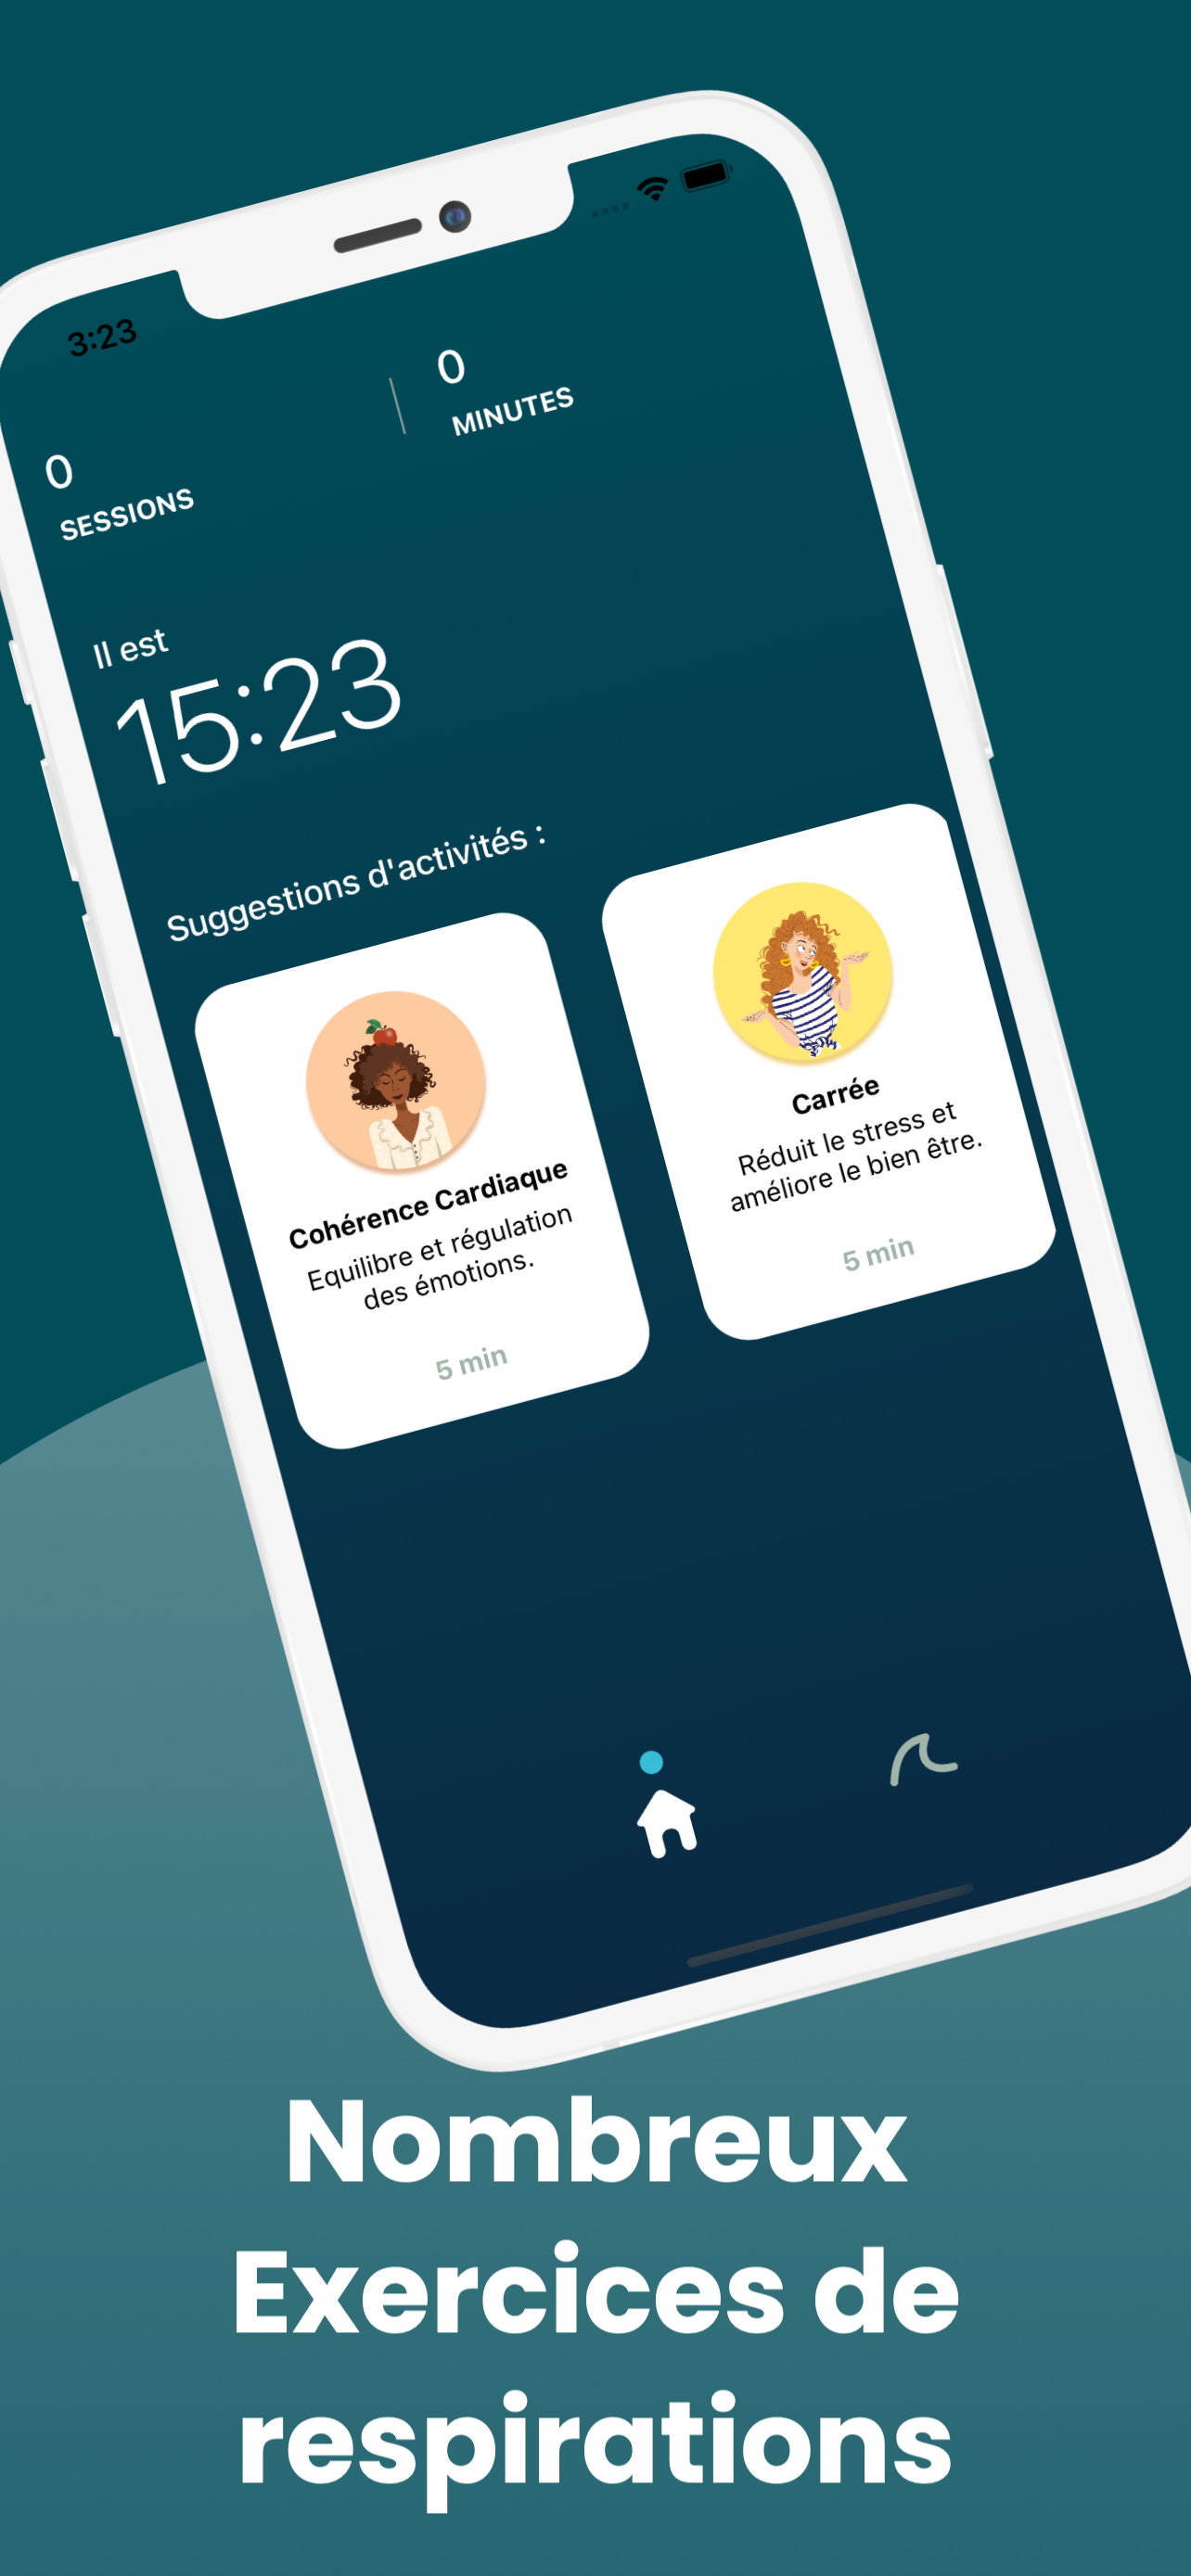 3:23
0
SESSIONS
0
MINUTES
Il est
15:23
Suggestions d'activités :
Cohérence Cardiaque
Equilibre et régulation
des émotions.
5 min
Carrée
Réduit le stress et
améliore le bien être.
5 min
Nombreux
Exercices de
respirations